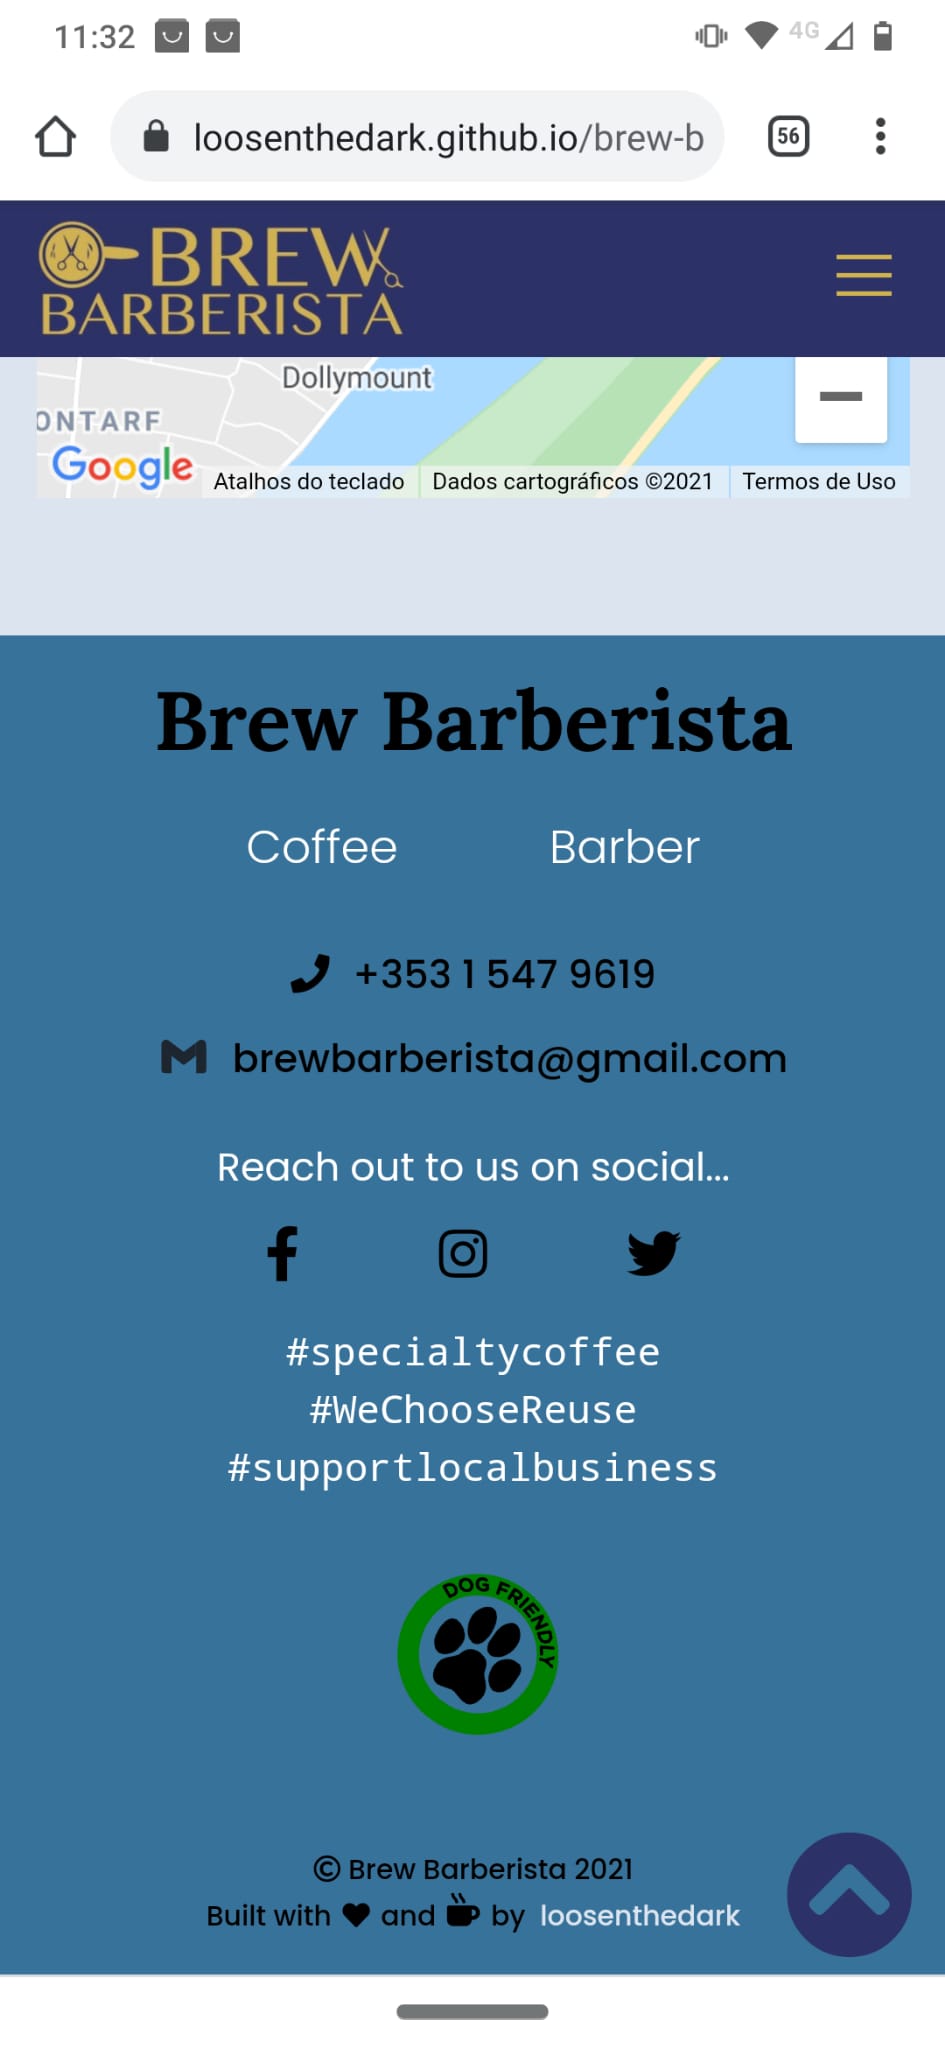 11:32
4G
loosenthedark.github.io/brew-b
56
BREW
BARBERISTA
Dollymount
ONTARF
Google
Atalhos do teclado
Dados cartográficos ©2021
Termos de Uso
Brew Barberista
Coffee
Barber
+353 1 547 9619
brewbarberista@gmail.com
Reach out to us on social...
#specialtycoffee
#WeChooseReuse
#supportlocalbusiness
DOG FRIENDLY
© Brew Barberista 2021
Built with and by loosenthedark